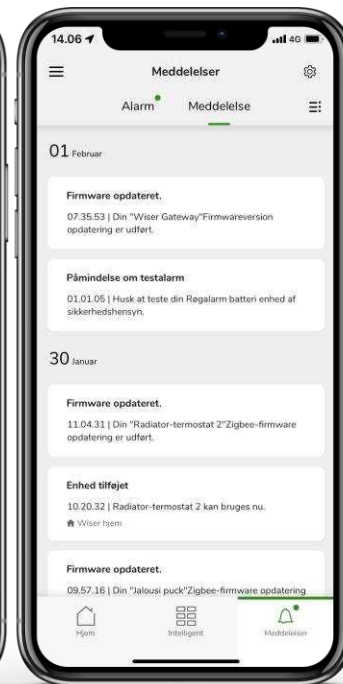 14.06
4G
Meddelelser
Alarm
Meddelelse
01 Februar
Firmware opdateret.
07.35.53 | Din "Wiser Gateway"Firmwareversion
opdatering er udført.
Påmindelse om testalarm
01.01.05 | Husk at teste din Røgalarm batteri enhed af
sikkerhedshensyn.
30 Januar
Firmware opdateret.
11.04.31 | Din "Radiator-termostat 2"Zigbee-firmware
opdatering er udført.
Enhed tilføjet
10.20.32 | Radiator-termostat 2 kan bruges nu.
Wiser hjem
Firmware opdateret.
09.57.16 | Din "Jalousi puck"Zigbee-firmware opdatering
Hjem
Intelligent
Meddelelser